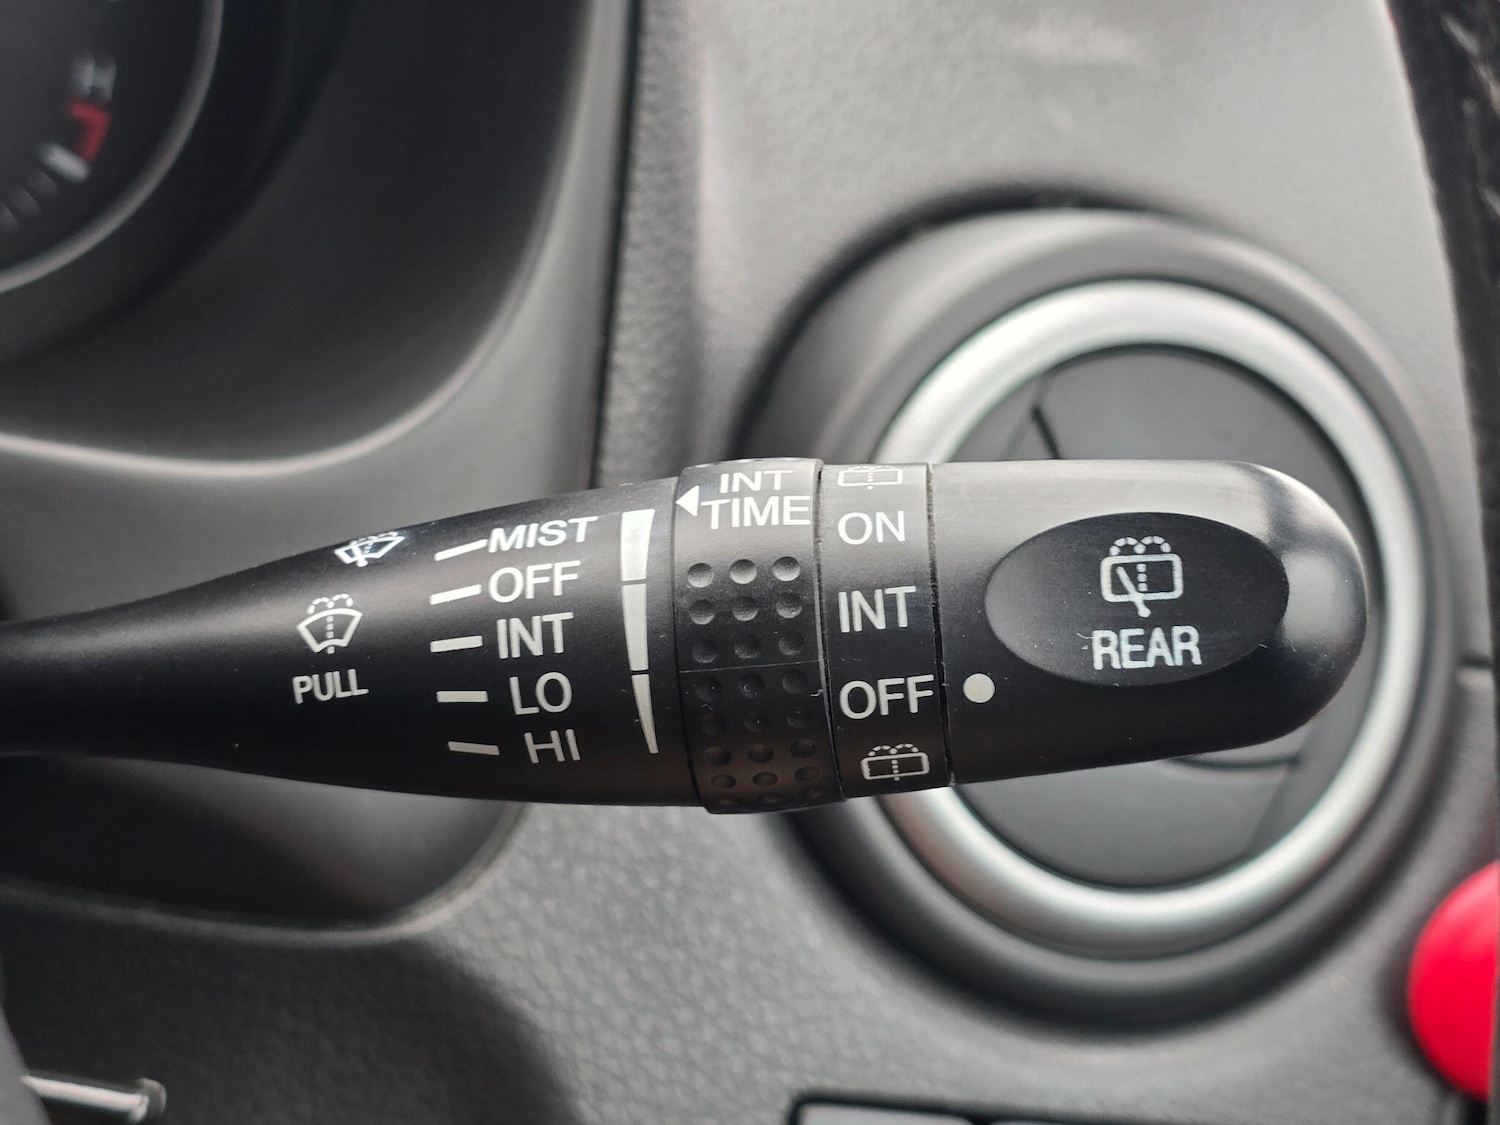 MIST
OFF
INT
LO
HI
PULL
INT
TIME
ON
INT
OFF
REAR